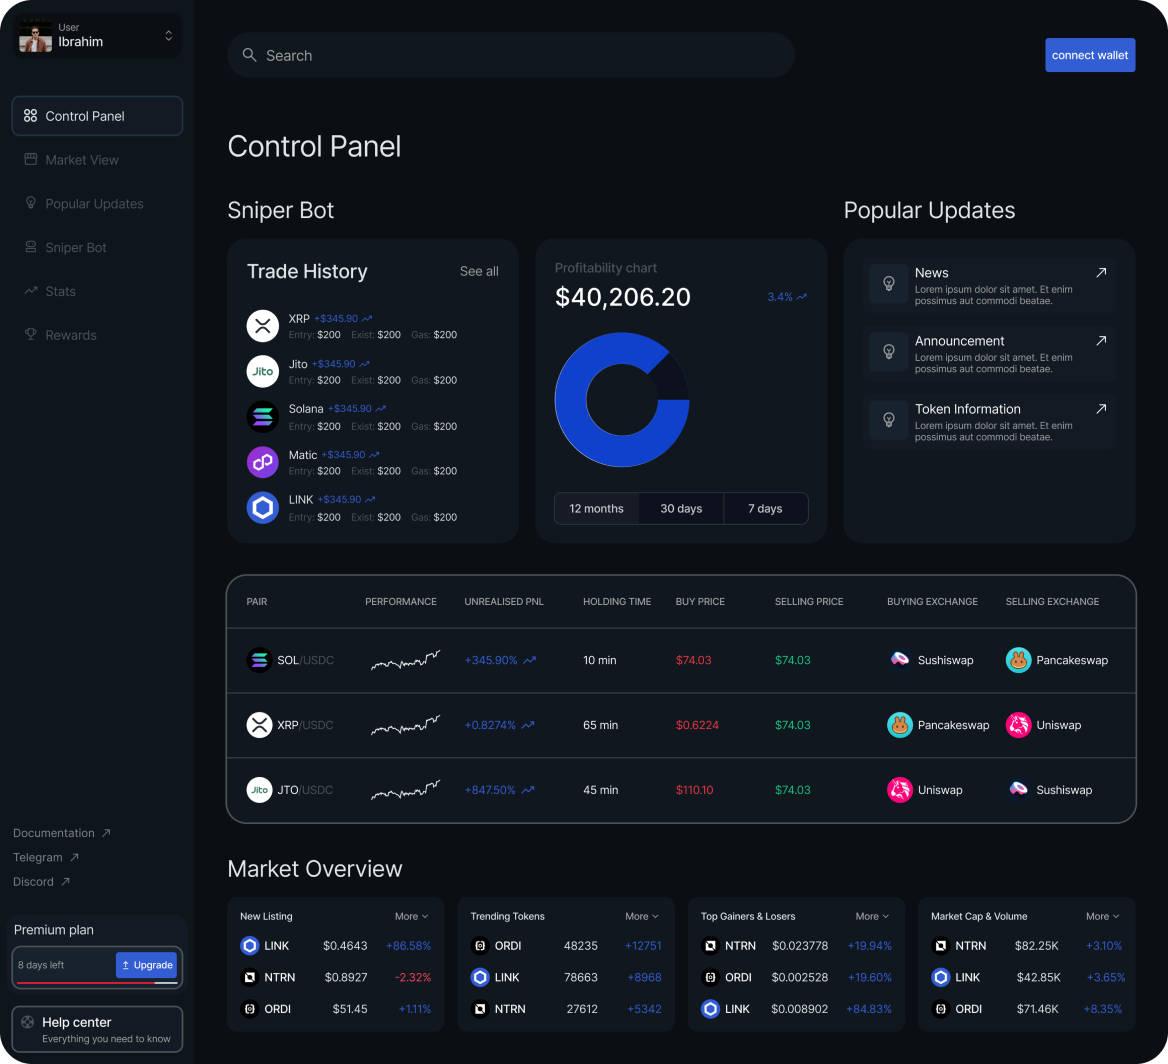 User
Ibrahim
Control Panel
Market View
Popular Updates
Sniper Bot
Stats
Rewards
Documentation
Telegram
Discord
Premium plan
8 days left
Upgrade
Help center
Everything you need to know
Search
connect wallet
Control Panel
Sniper Bot
Trade History
See all
XRP +$345.90
Entry: $200 Exist: $200 Gas: $200
Jito
Jito +$345.90
Entry: $200 Exist: $200 Gas: $200
Solana +$345.90
Entry: $200 Exist: $200 Gas: $200
Matic +$345.90
Entry: $200 Exist: $200 Gas: $200
LINK +$345.90
Entry: $200 Exist: $200 Gas: $200
Profitability chart
$40,206.20
3.4%
12 months 30 days 7 days
Popular Updates
News
Lorem ipsum dolor sit amet. Et enim
possimus aut commodi beatae.
Announcement
Lorem ipsum dolor sit amet. Et enim
possimus aut commodi beatae.
Token Information
Lorem ipsum dolor sit amet. Et enim
possimus aut commodi beatae.
PAIR PERFORMANCE UNREALISED PNL HOLDING TIME BUY PRICE SELLING PRICE BUYING EXCHANGE SELLING EXCHANGE
SOL/USDC +345.90% 10 min $74.03 $74.03 Sushiswap Pancakeswap
XRP/USDC +0.8274% 65 min $0.6224 $74.03 Pancakeswap Uniswap
Jito JTO/USDC +847.50% 45 min $110.10 $74.03 Uniswap Sushiswap
Market Overview
New Listing More
LINK $0.4643 +86.58%
NTRN $0.8927 -2.32%
ORDI $51.45 +1.11%
Trending Tokens More
ORDI 48235 +12751
LINK 78663 +8968
NTRN 27612 +5342
Top Gainers & Losers More
NTRN $0.023778 +19.94%
ORDI $0.002528 +19.60%
LINK $0.008902 +84.83%
Market Cap & Volume More
NTRN $82.25K +3.10%
LINK $42.85K +3.65%
ORDI $71.46K +8.35%